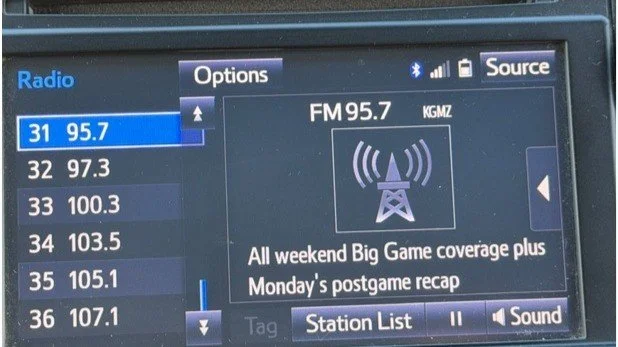 Radio
Options
Source
31 95.7
32 97.3
33 100.3
34 103.5
35 105.1
36 107.1
FM 95.7 KGMZ
All weekend Big Game coverage plus
Monday's postgame recap
Tag
Station List
Sound